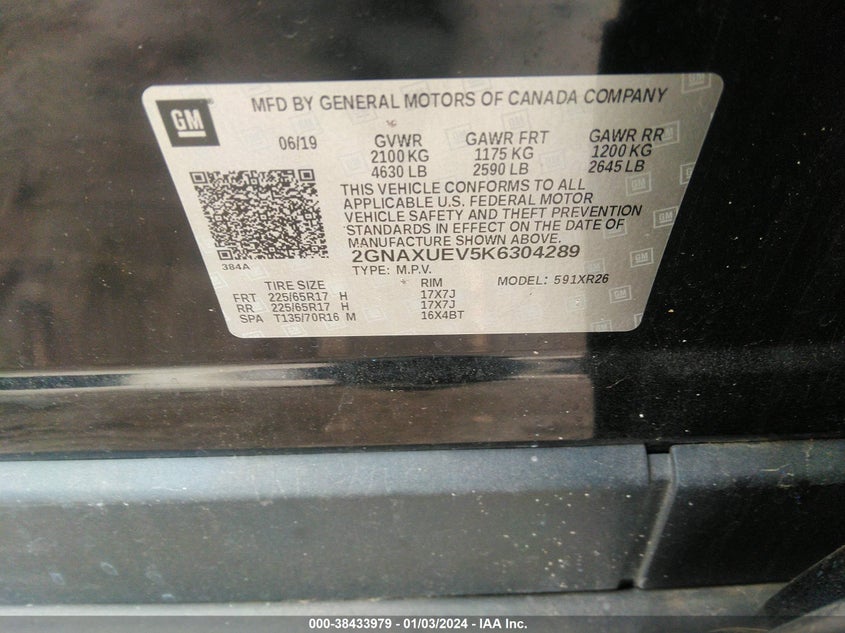 GM
MFD BY GENERAL MOTORS OF CANADA COMPANY
06/19 GVWR GAWR FRT GAWR RR
2100 KG 1175 KG 1200 KG
4630 LB 2590 LB 2645 LB
THIS VEHICLE CONFORMS TO ALL
APPLICABLE U.S. FEDERAL MOTOR
VEHICLE SAFETY AND THEFT PREVENTION
STANDARDS IN EFFECT ON THE DATE OF
MANUFACTURE SHOWN ABOVE.
384A 2GNAXUEV5K6304289
TYPE: M.P.V. MODEL: 591XR26
TIRE SIZE RIM
FRT 225/65R17 H 17X7J
RR 225/65R17 H 17X7J
SPA T135/70R16 M 16X4BT
000-38433979 - 01/03/2024 - IAA Inc.